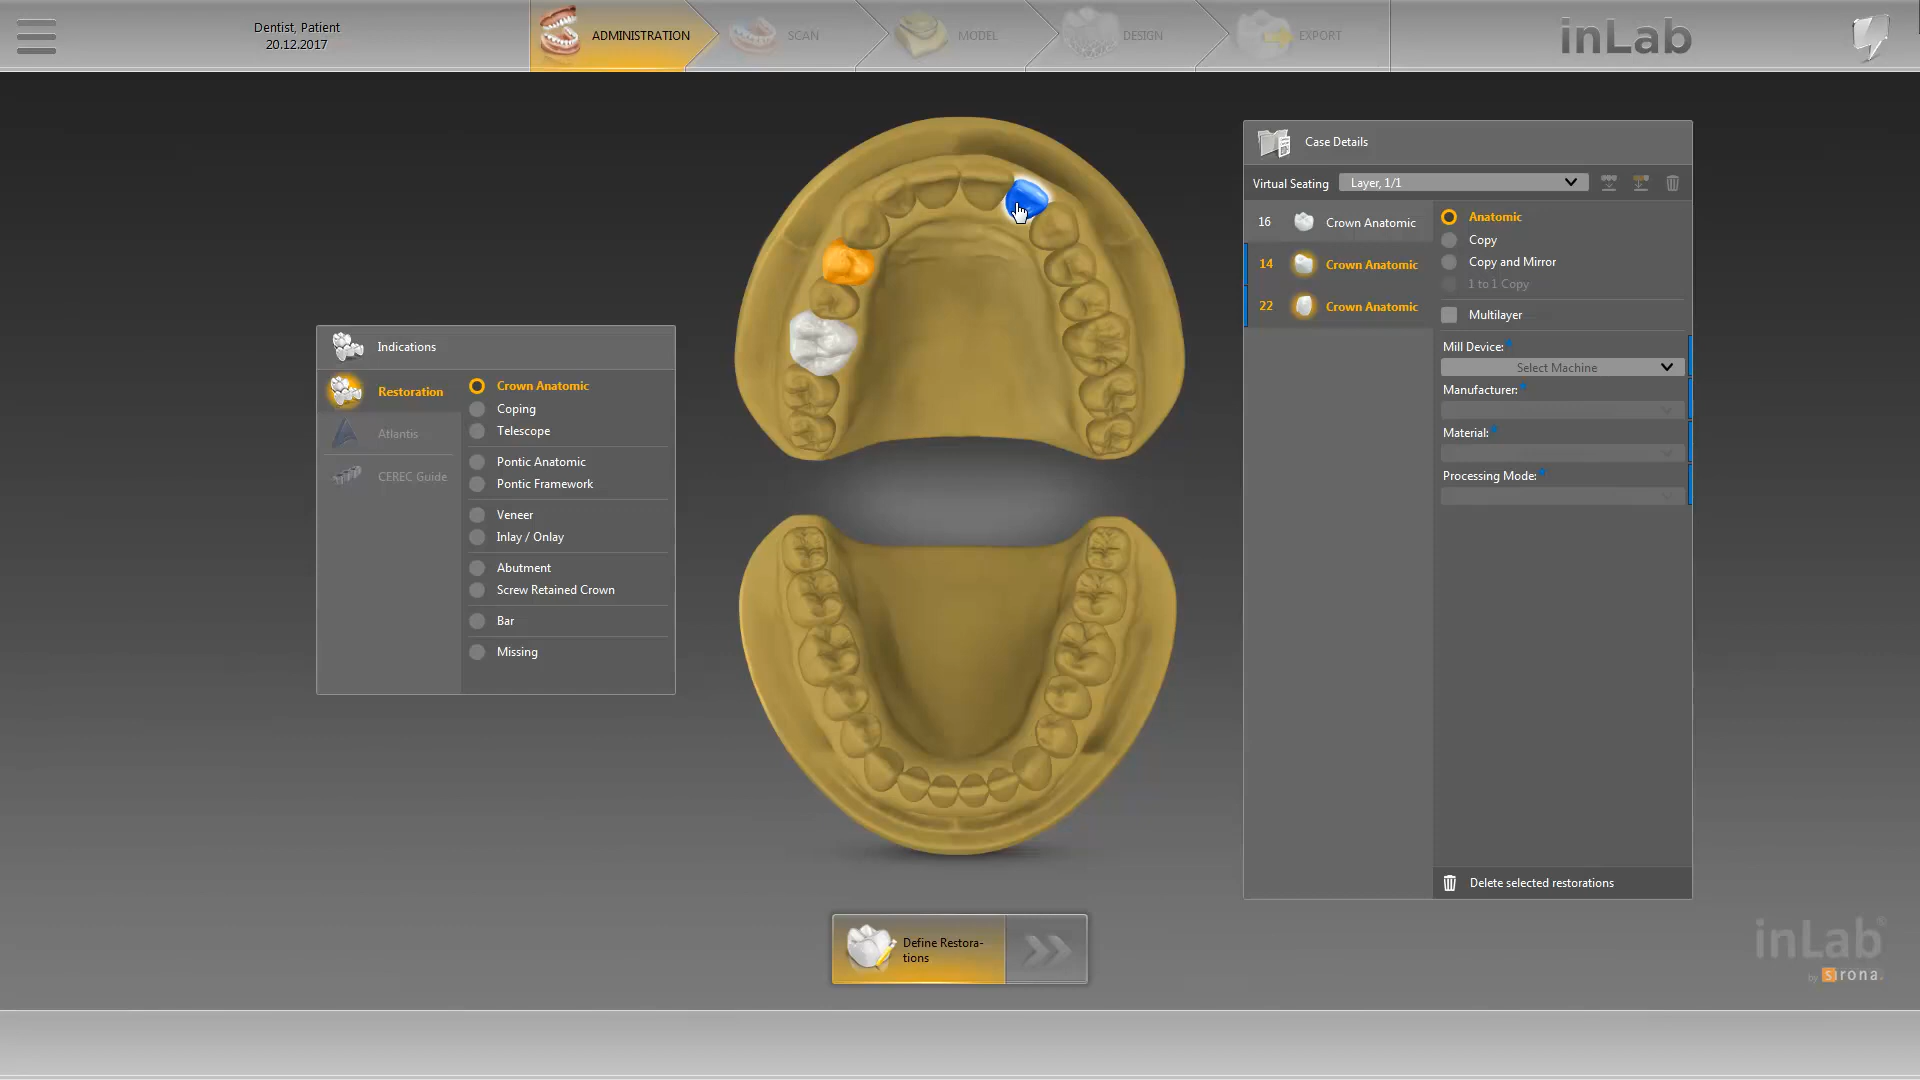 Dentist, Patient
20.12.2017
ADMINISTRATION
SCAN
MODEL
DESIGN
EXPORT
inLab
Indications
Restoration
Atlantis
CEREC Guide
Crown Anatomic
Coping
Telescope
Pontic Anatomic
Pontic Framework
Veneer
Inlay / Onlay
Abutment
Screw Retained Crown
Bar
Missing
Case Details
Virtual Seating
Layer, 1/1
16 Crown Anatomic
14 Crown Anatomic
22 Crown Anatomic
Anatomic
Copy
Copy and Mirror
1 to 1 Copy
Multilayer
Mill Device:*
Select Machine
Manufacturer:*
Material:*
Processing Mode:*
Delete selected restorations
Define Restora-
tions
inLab®
by sirona.